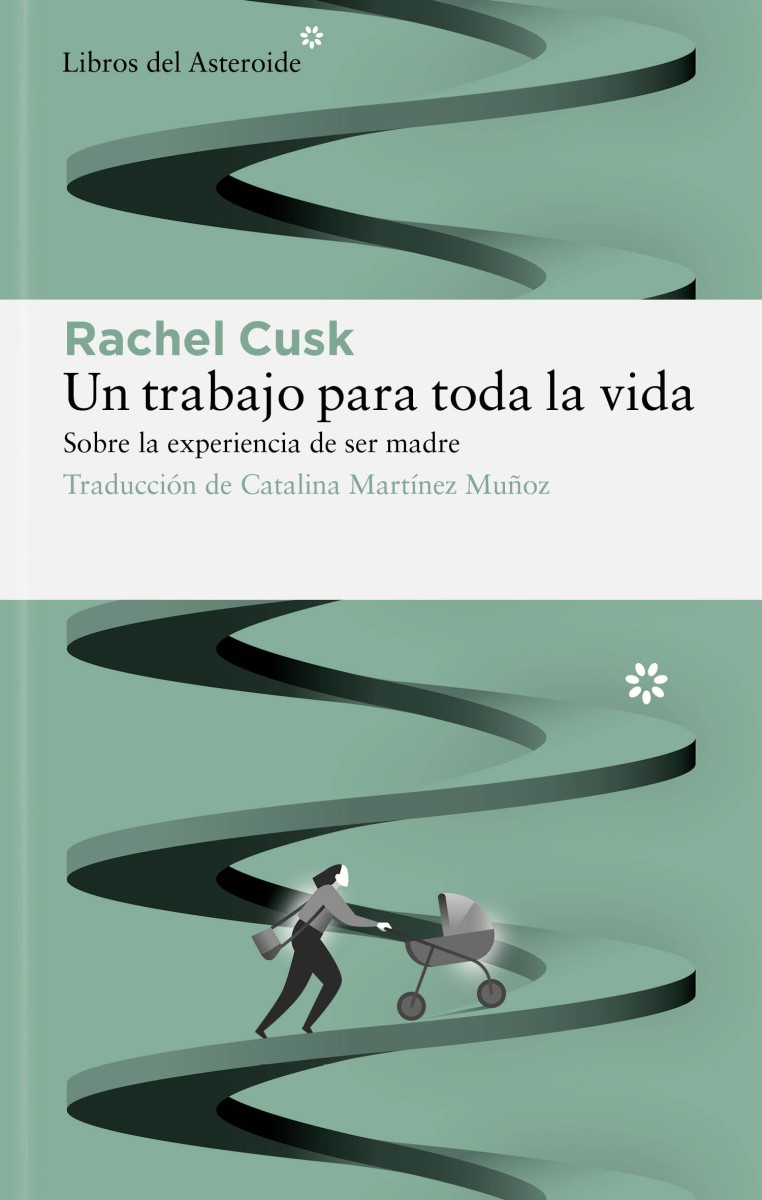 Libros del Asteroide
Rachel Cusk
Un trabajo para toda la vida
Sobre la experiencia de ser madre
Traducción de Catalina Martínez Muñoz